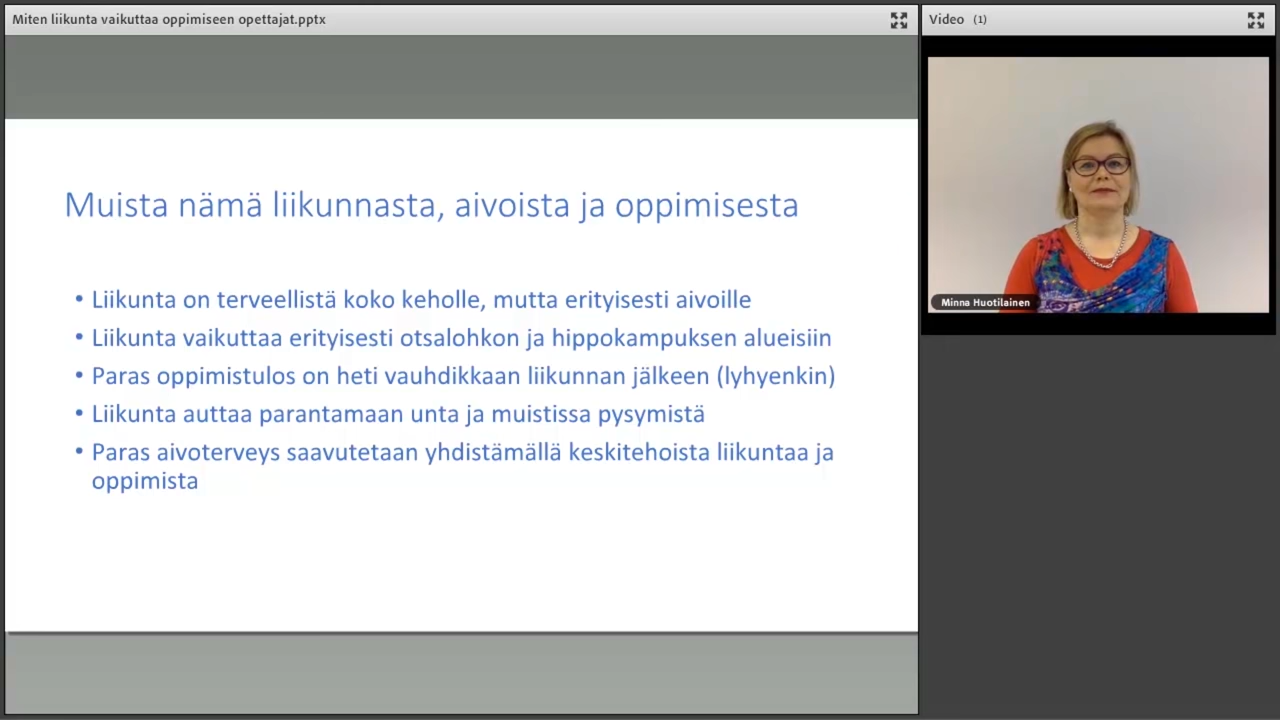 Miten liikunta vaikuttaa oppimiseen opettajat.pptx
Video (1)
Muista nämä liikunnasta, aivoista ja oppimisesta
• Liikunta on terveellistä koko keholle, mutta erityisesti aivoille
• Liikunta vaikuttaa erityisesti otsalohkon ja hippokampuksen alueisiin
• Paras oppimistulos on heti vauhdikkaan liikunnan jälkeen (lyhyenkin)
• Liikunta auttaa parantamaan unta ja muistissa pysymistä
• Paras aivoterveys saavutetaan yhdistämällä keskitehoista liikuntaa ja
oppimista
Minna Huotilainen